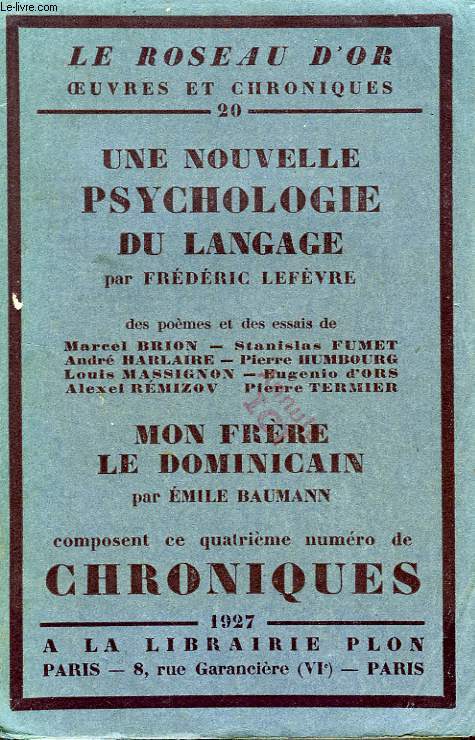 Le-livre.com
LE ROSEAU D'OR
ŒUVRES ET CHRONIQUES
20
UNE NOUVELLE
PSYCHOLOGIE
DU LANGAGE
par FRÉDÉRIC LEFÈVRE
des poèmes et des essais de
Marcel BRION — Stanislas FUMET
André HARLAIRE — Pierre HUMBOURG
Louis MASSIGNON — Eugenio d'ORS
Alexei RÉMIZOV Pierre TERMIER
MON FRÈRE
LE DOMINICAIN
par ÉMILE BAUMANN
composent ce quatrième numéro de
CHRONIQUES
1927
A LA LIBRAIRIE PLON
PARIS — 8, rue Garancière (VIe) — PARIS